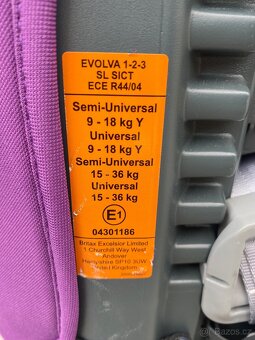 EVOLVA 1-2-3
SL SICT
ECE R44/04
Semi-Universal
9 - 18 kg Y
Universal
9 - 18 kg Y
Semi-Universal
15 - 36 kg
Universal
15 - 36 kg
E1
04301186
Britax Excelsior Limited
1 Churchill Way West
Andover
Hampshire SP10 3UW
United Kingdom